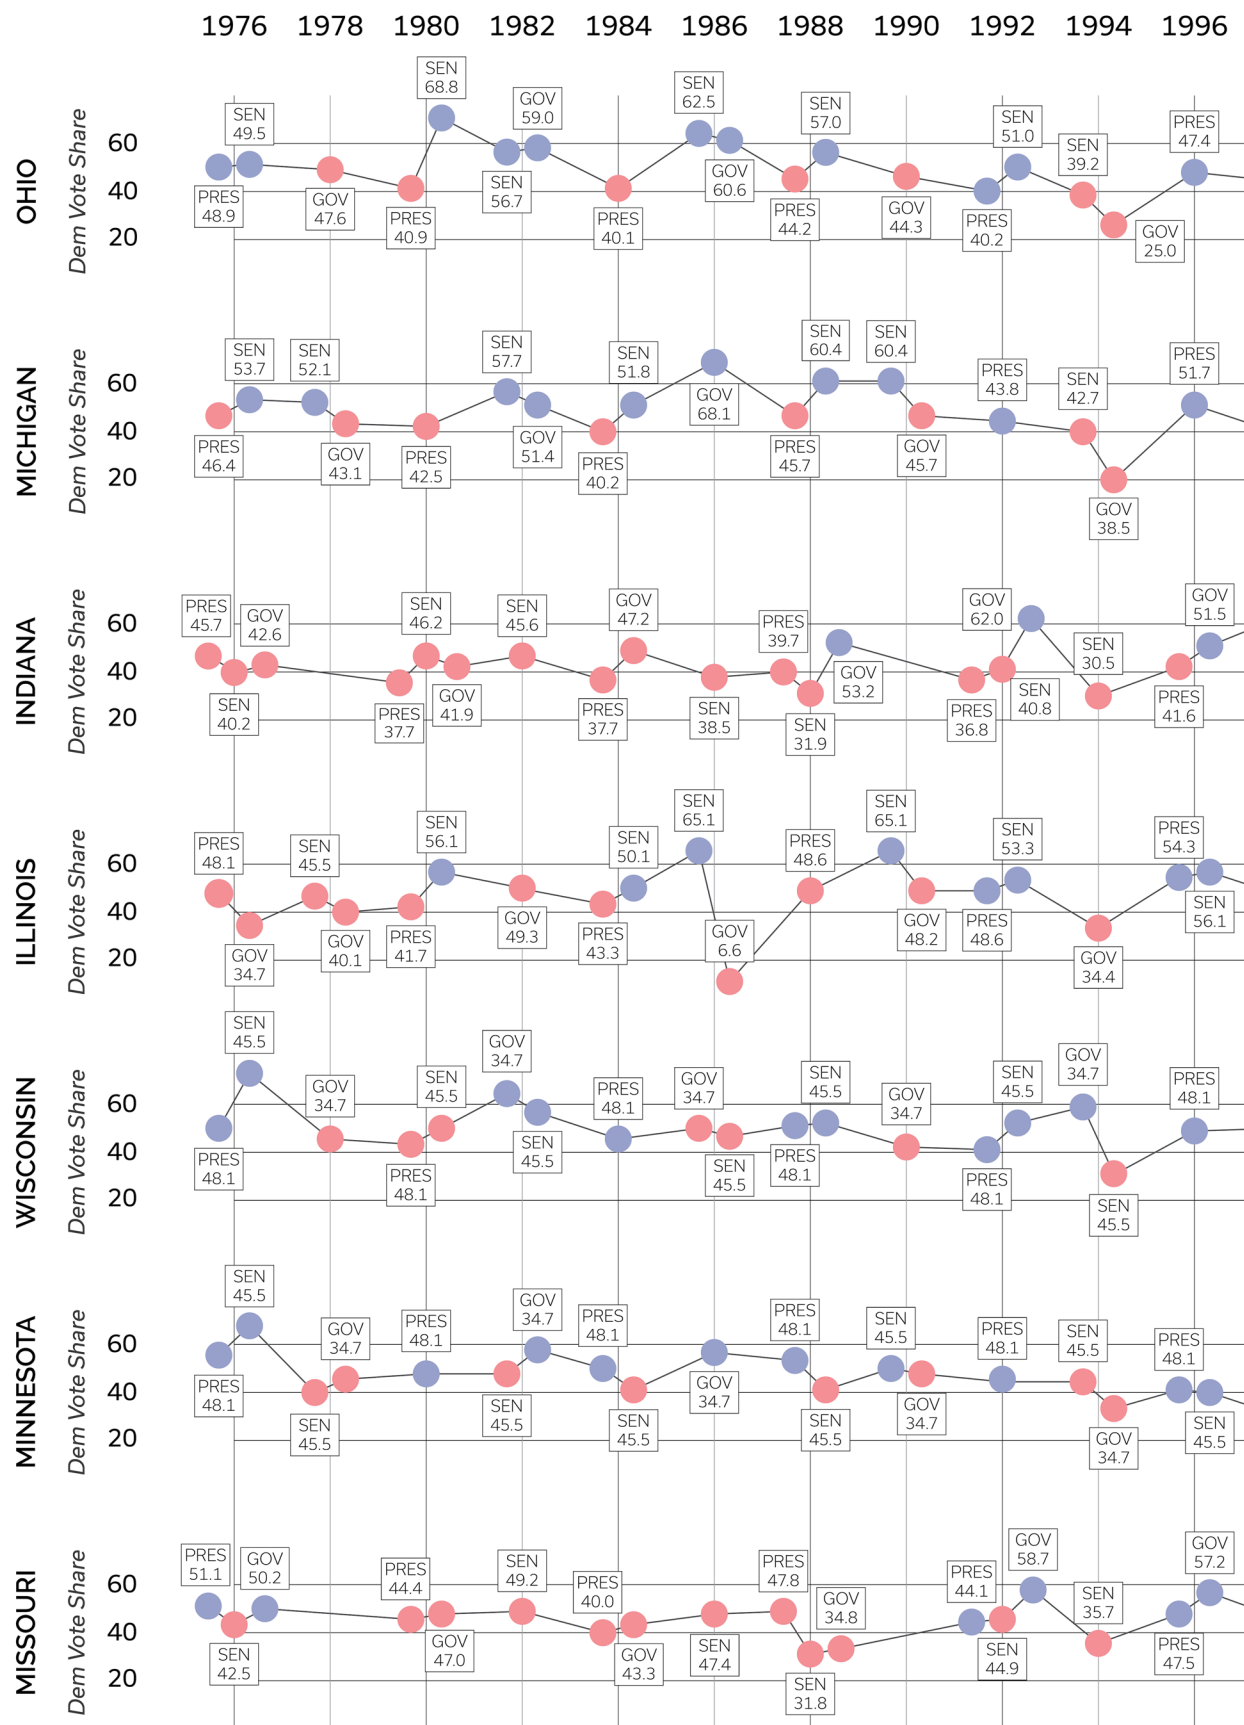 1976 1978 1980 1982 1984 1986 1988 1990 1992 1994 1996
OHIO
Dem Vote Share
60
40
20
PRES
48.9
SEN
49.5
GOV
47.6
PRES
40.9
SEN
68.8
SEN
56.7
GOV
59.0
PRES
40.1
SEN
62.5
GOV
60.6
PRES
44.2
SEN
57.0
GOV
44.3
PRES
40.2
SEN
51.0
SEN
39.2
GOV
25.0
PRES
47.4
MICHIGAN
Dem Vote Share
60
40
20
PRES
46.4
SEN
53.7
SEN
52.1
GOV
43.1
PRES
42.5
SEN
57.7
GOV
51.4
PRES
40.2
SEN
51.8
GOV
68.1
PRES
45.7
SEN
60.4
SEN
60.4
GOV
45.7
PRES
43.8
SEN
42.7
GOV
38.5
PRES
51.7
INDIANA
Dem Vote Share
60
40
20
PRES
45.7
SEN
40.2
GOV
42.6
PRES
37.7
SEN
46.2
GOV
41.9
SEN
45.6
PRES
37.7
GOV
47.2
SEN
38.5
PRES
39.7
SEN
31.9
GOV
53.2
PRES
36.8
GOV
62.0
SEN
40.8
SEN
30.5
PRES
41.6
GOV
51.5
ILLINOIS
Dem Vote Share
60
40
20
PRES
48.1
GOV
34.7
SEN
45.5
GOV
40.1
PRES
41.7
SEN
56.1
GOV
49.3
PRES
43.3
SEN
50.1
SEN
65.1
GOV
6.6
PRES
48.6
SEN
65.1
GOV
48.2
PRES
48.6
SEN
53.3
GOV
34.4
PRES
54.3
SEN
56.1
WISCONSIN
Dem Vote Share
60
40
20
PRES
48.1
SEN
45.5
GOV
34.7
PRES
48.1
SEN
45.5
GOV
34.7
SEN
45.5
PRES
48.1
GOV
34.7
SEN
45.5
PRES
48.1
SEN
45.5
GOV
34.7
PRES
48.1
SEN
45.5
GOV
34.7
SEN
45.5
PRES
48.1
MINNESOTA
Dem Vote Share
60
40
20
PRES
48.1
SEN
45.5
SEN
45.5
GOV
34.7
PRES
48.1
SEN
45.5
GOV
34.7
PRES
48.1
SEN
45.5
GOV
34.7
PRES
48.1
SEN
45.5
SEN
45.5
GOV
34.7
PRES
48.1
SEN
45.5
GOV
34.7
PRES
48.1
SEN
45.5
MISSOURI
Dem Vote Share
60
40
20
PRES
51.1
SEN
42.5
GOV
50.2
PRES
44.4
GOV
47.0
SEN
49.2
PRES
40.0
GOV
43.3
SEN
47.4
PRES
47.8
SEN
31.8
GOV
34.8
PRES
44.1
SEN
44.9
GOV
58.7
SEN
35.7
PRES
47.5
GOV
57.2